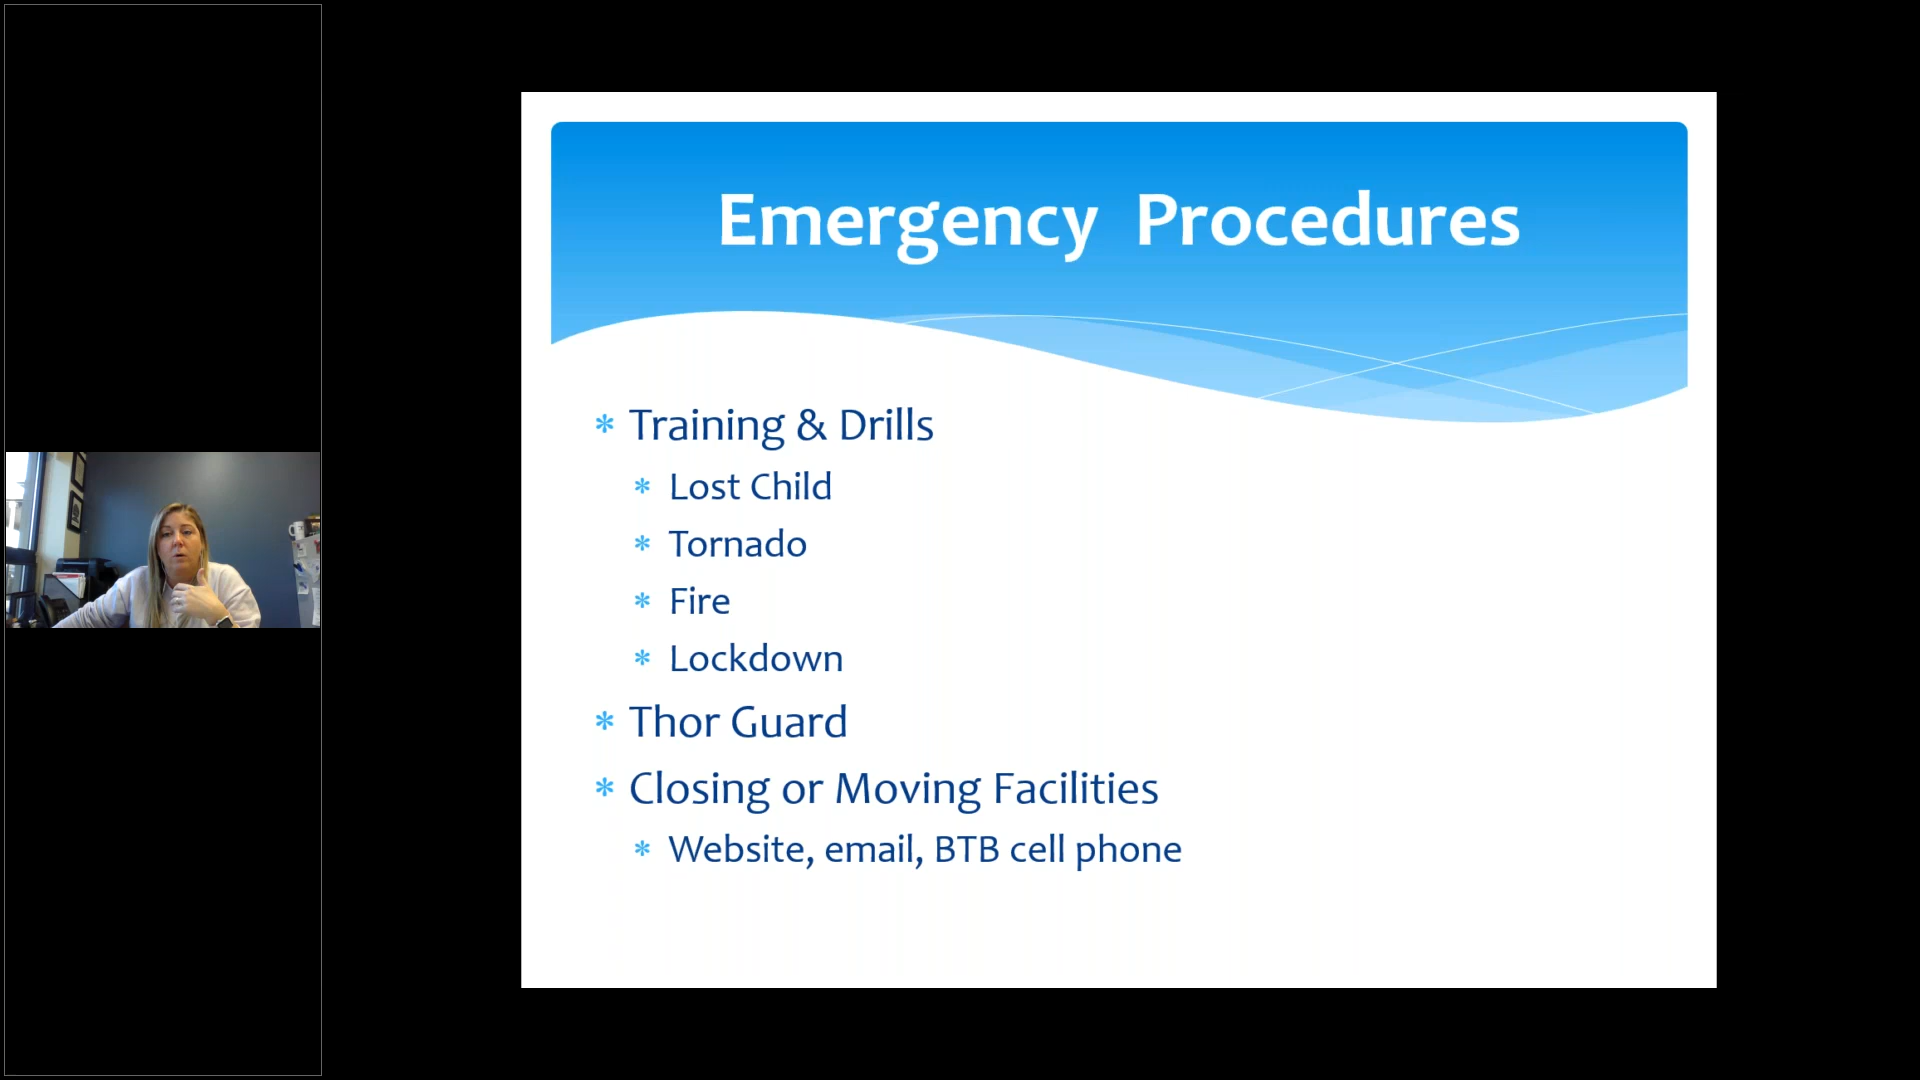 Emergency Procedures
* Training & Drills
* Lost Child
* Tornado
* Fire
* Lockdown
* Thor Guard
* Closing or Moving Facilities
* Website, email, BTB cell phone